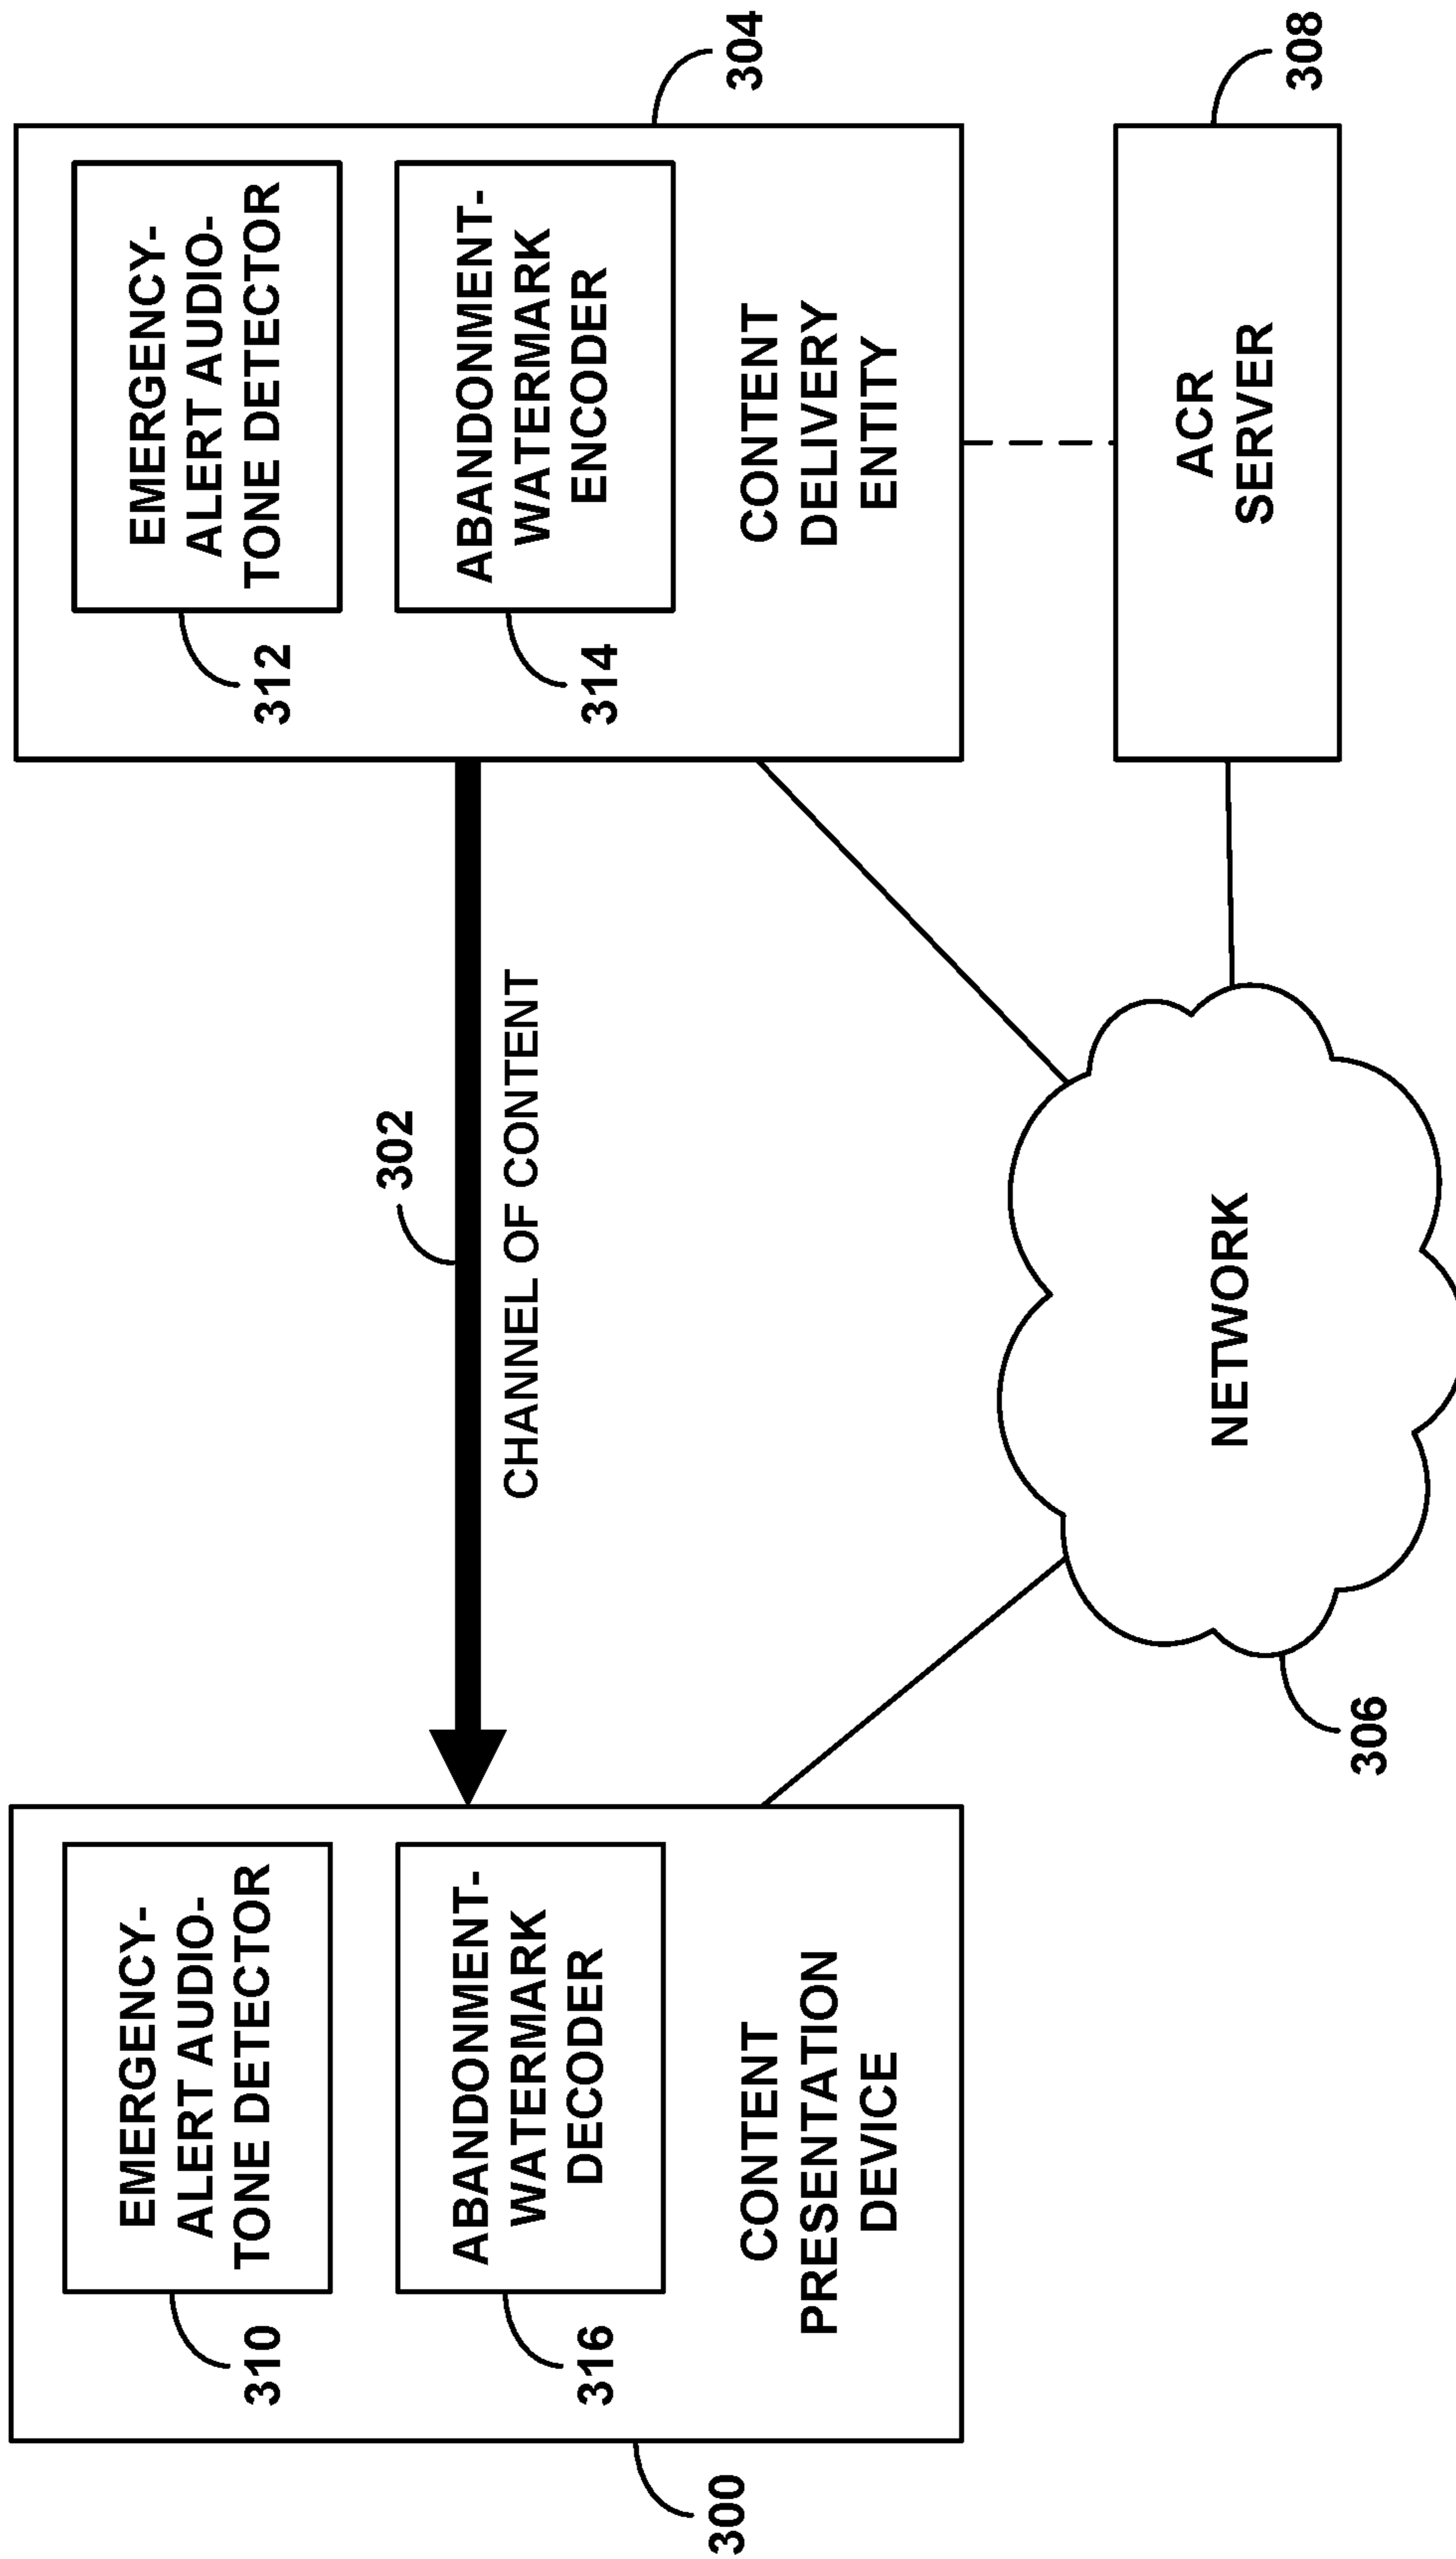 300
310
EMERGENCY-
ALERT AUDIO-
TONE DETECTOR
316
ABANDONMENT-
WATERMARK
DECODER
CONTENT
PRESENTATION
DEVICE
302
CHANNEL OF CONTENT
304
312
EMERGENCY-
ALERT AUDIO-
TONE DETECTOR
314
ABANDONMENT-
WATERMARK
ENCODER
CONTENT
DELIVERY
ENTITY
306
NETWORK
308
ACR
SERVER